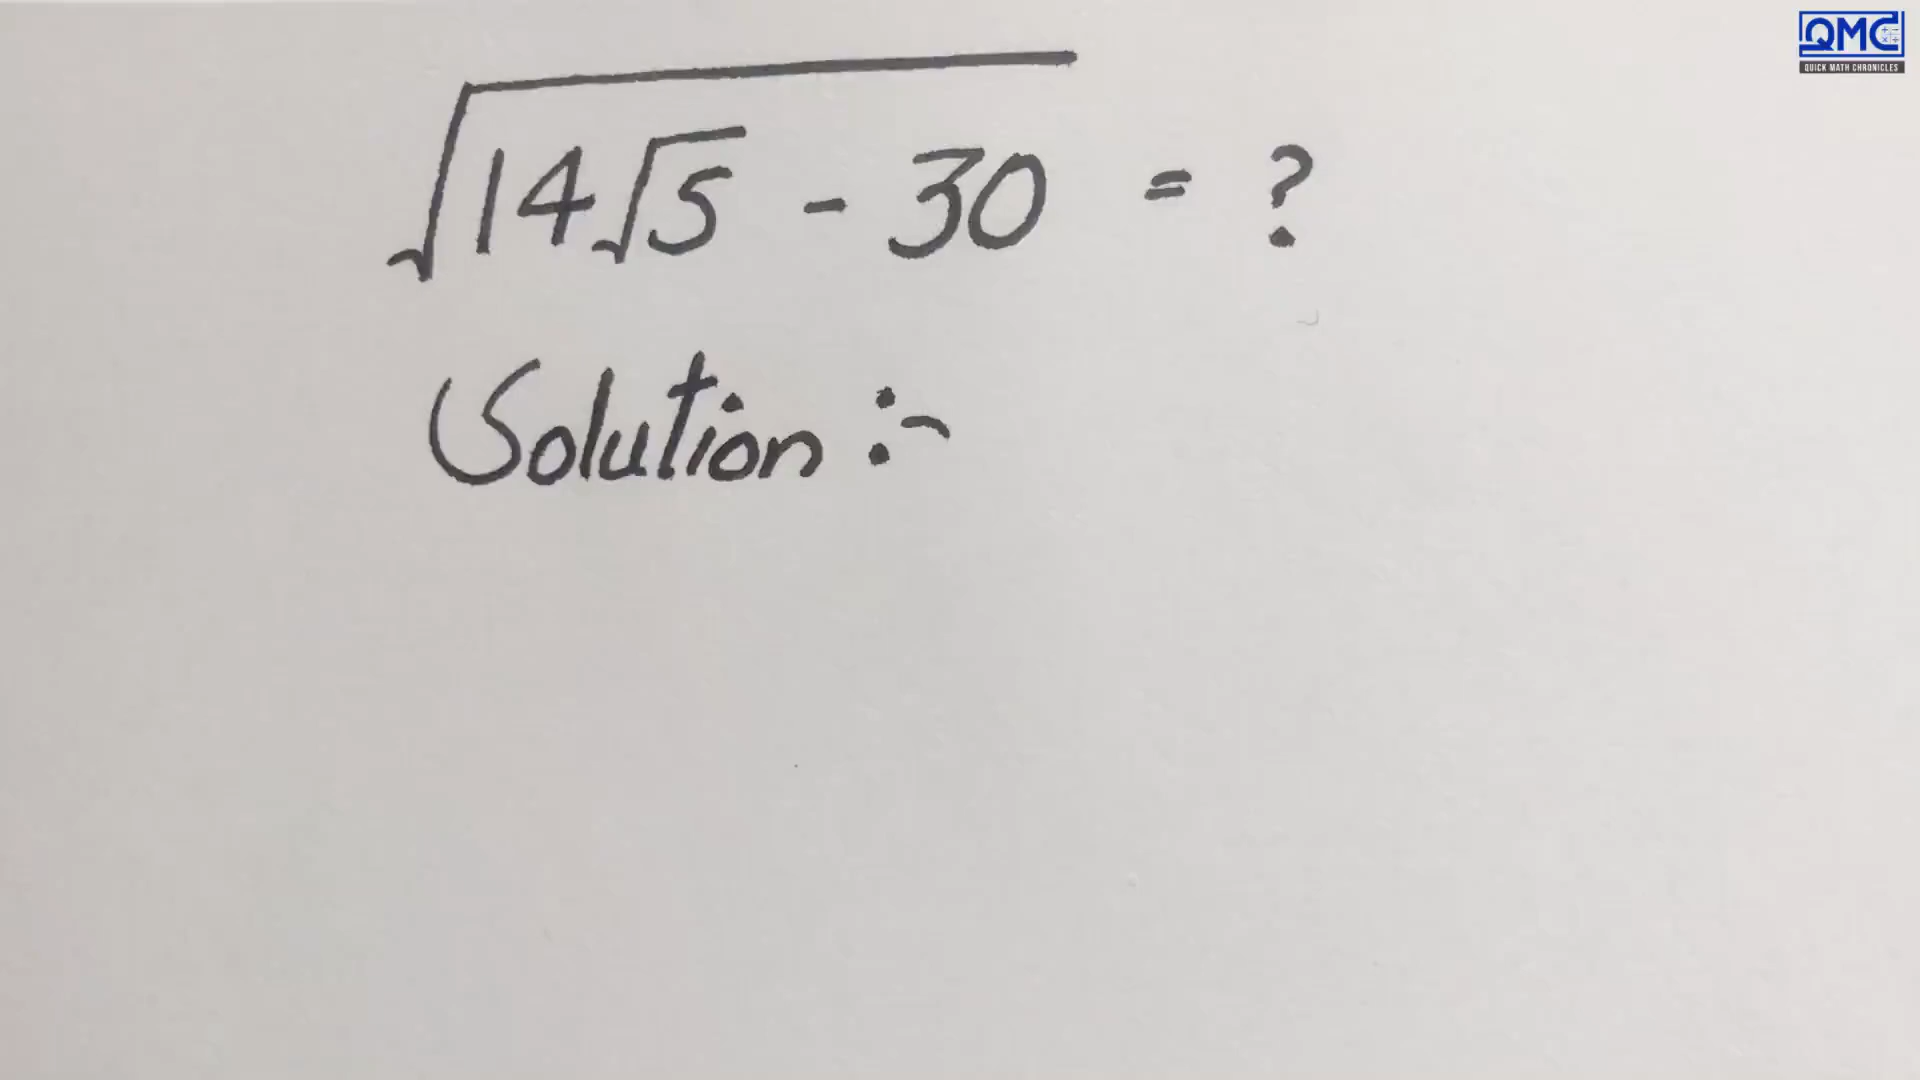 QMC
QUICK MATH CHRONICLES
√(14√5 - 30) = ?
Solution :-